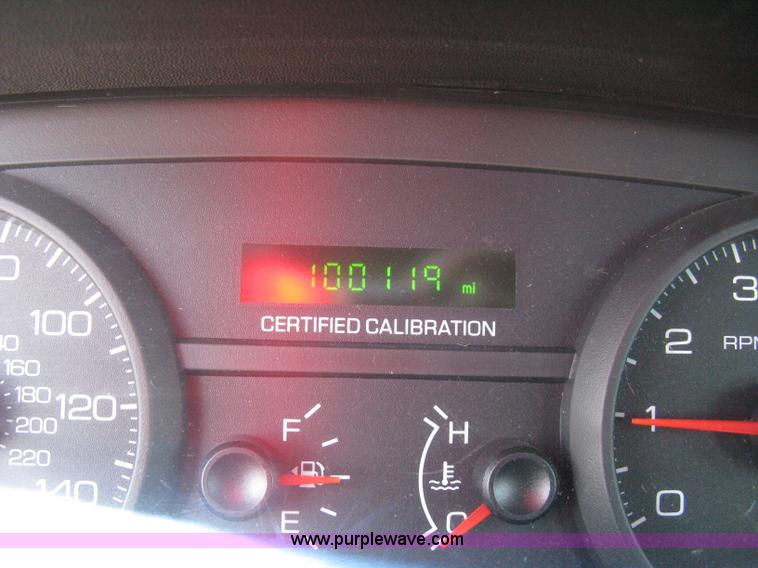 100119 mi
CERTIFIED CALIBRATION
100
120
140
160
180
200
220
F
E
H
C
3
2
1
0
RPM
www.purplewave.com